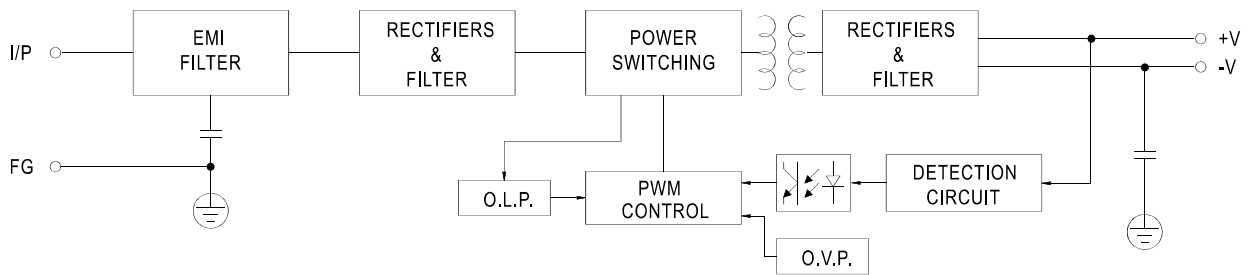 I/P
EMI
FILTER
RECTIFIERS
&
FILTER
POWER
SWITCHING
RECTIFIERS
&
FILTER
+V
-V
FG
O.L.P.
PWM
CONTROL
DETECTION
CIRCUIT
O.V.P.